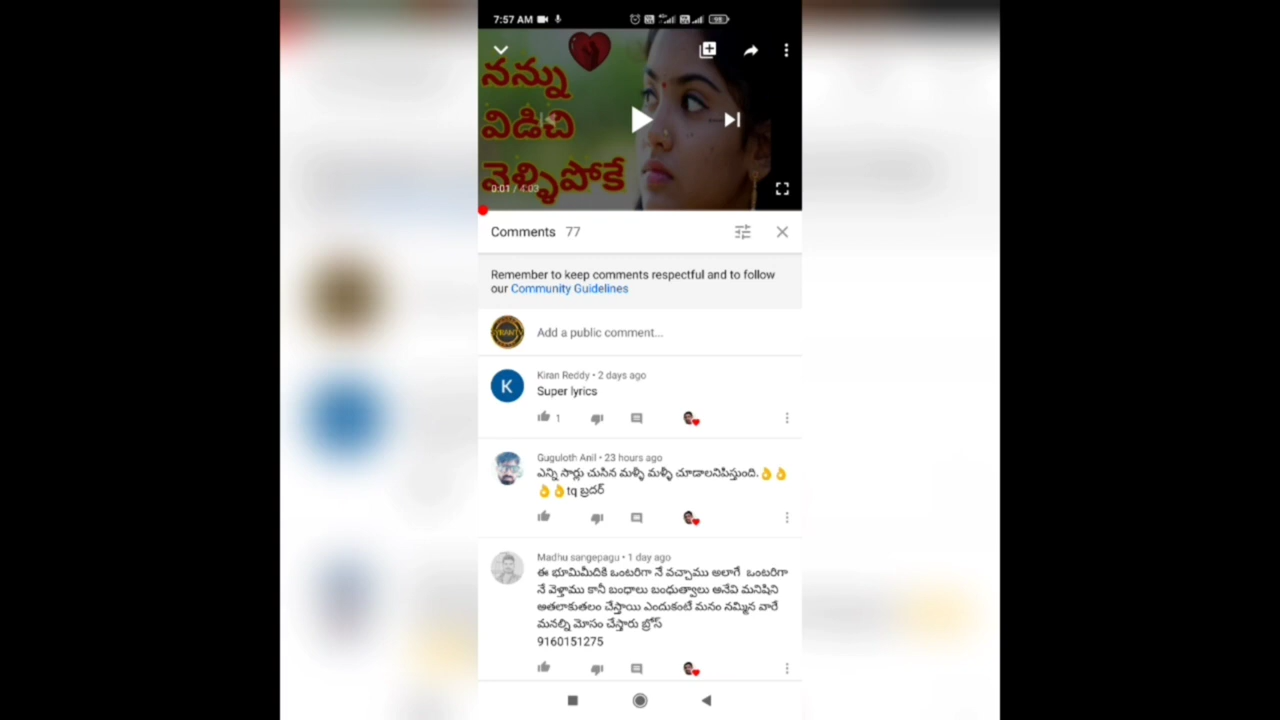 7:57 AM
నన్ను
విడిచి
వెళ్ళిపోకే
0:01 / 4:03
Comments 77
Remember to keep comments respectful and to follow
our Community Guidelines
Add a public comment...
K
Kiran Reddy • 2 days ago
Super lyrics
1
Guguloth Anil • 23 hours ago
ఎన్ని సార్లు చుసిన మళ్ళీ మళ్ళీ చూడాలనిపిస్తుంది.👌👌
👌👌tq బ్రదర్
Madhu sangepagu • 1 day ago
ఈ భూమిమీదికి ఒంటరిగా నే వచ్చాము అలాగే ఒంటరిగా
నే వెళ్తాము కానీ బంధాలు బంధుత్వాలు అనేవి మనిషిని
అతలాకుతలం చేస్తాయి ఎందుకంటే మనం నమ్మిన వారే
మనల్ని మోసం చేస్తారు బ్రోస్
9160151275